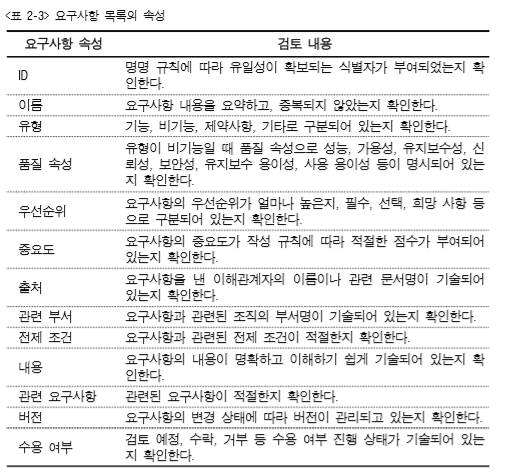 <표 2-3> 요구사항 목록의 속성
요구사항 속성 검토 내용
ID 명명 규칙에 따라 유일성이 확보되는 식별자가 부여되었는지 확
인한다.
이름 요구사항 내용을 요약하고, 중복되지 않았는지 확인한다.
유형 기능, 비기능, 제약사항, 기타로 구분되어 있는지 확인한다.
품질 속성 유형이 비기능일 때 품질 속성으로 성능, 가용성, 유지보수성, 신
뢰성, 보안성, 유지보수 용이성, 사용 용이성 등이 명시되어 있는
지 확인한다.
우선순위 요구사항의 우선순위가 얼마나 높은지, 필수, 선택, 희망 사항 등
으로 구분되어 있는지 확인한다.
중요도 요구사항의 중요도가 작성 규칙에 따라 적절한 점수가 부여되어
있는지 확인한다.
출처 요구사항을 낸 이해관계자의 이름이나 관련 문서명이 기술되어
있는지 확인한다.
관련 부서 요구사항과 관련된 조직의 부서명이 기술되어 있는지 확인한다.
전제 조건 요구사항과 관련된 전제 조건이 적절한지 확인한다.
내용 요구사항의 내용이 명확하고 이해하기 쉽게 기술되어 있는지 확
인한다.
관련 요구사항 관련된 요구사항이 적절한지 확인한다.
버전 요구사항의 변경 상태에 따라 버전이 관리되고 있는지 확인한다.
수용 여부 검토 예정, 수락, 거부 등 수용 여부 진행 상태가 기술되어 있는
지 확인한다.